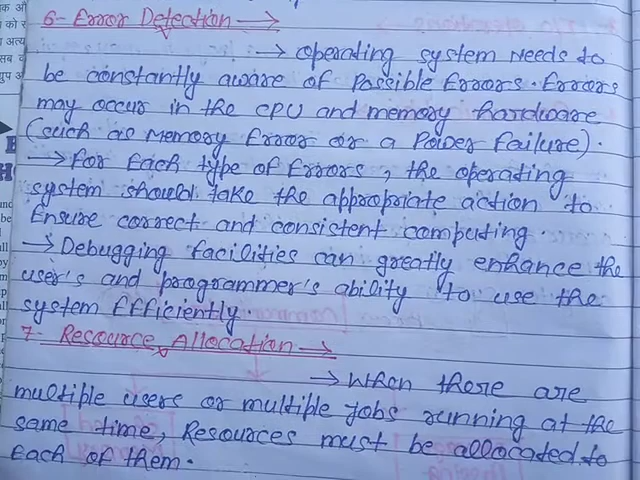 6- Error Detection →
→ operating system Needs to
be constantly aware of Possible Errors. Errors
may occur in the CPU and memory hardware
(such as Memory Error or a Power failure).
→ for Each type of Errors, the operating
system should take the appropriate action to
Ensure correct and consistent computing.
→ Debugging facilities can greatly enhance the
user's and programmer's ability to use the
system Efficiently.
7- Resource Allocation →
→ When there are
multiple users or multiple Jobs running at the
same time, Resources must be allocated to
Each of them.